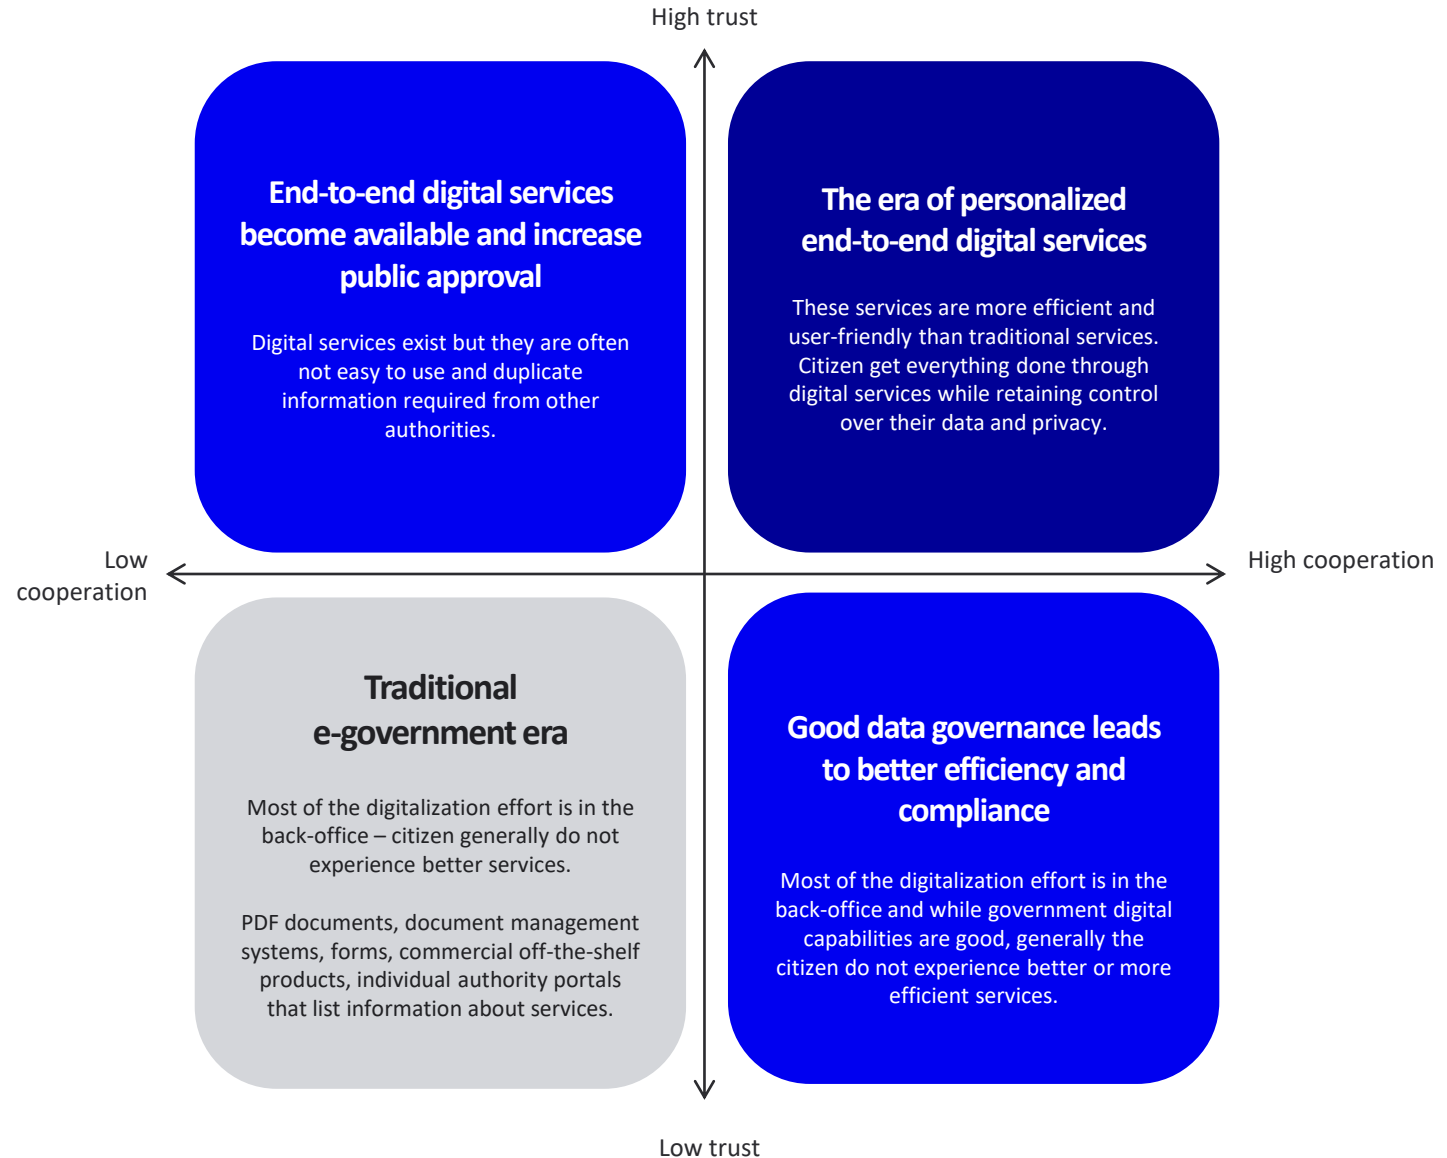 High trust
End-to-end digital services
become available and increase
public approval
Digital services exist but they are often
not easy to use and duplicate
information required from other
authorities.
The era of personalized
end-to-end digital services
These services are more efficient and
user-friendly than traditional services.
Citizen get everything done through
digital services while retaining control
over their data and privacy.
Low
cooperation
High cooperation
Traditional
e-government era
Most of the digitalization effort is in the
back-office – citizen generally do not
experience better services.
PDF documents, document management
systems, forms, commercial off-the-shelf
products, individual authority portals
that list information about services.
Good data governance leads
to better efficiency and
compliance
Most of the digitalization effort is in the
back-office and while government digital
capabilities are good, generally the
citizen do not experience better or more
efficient services.
Low trust